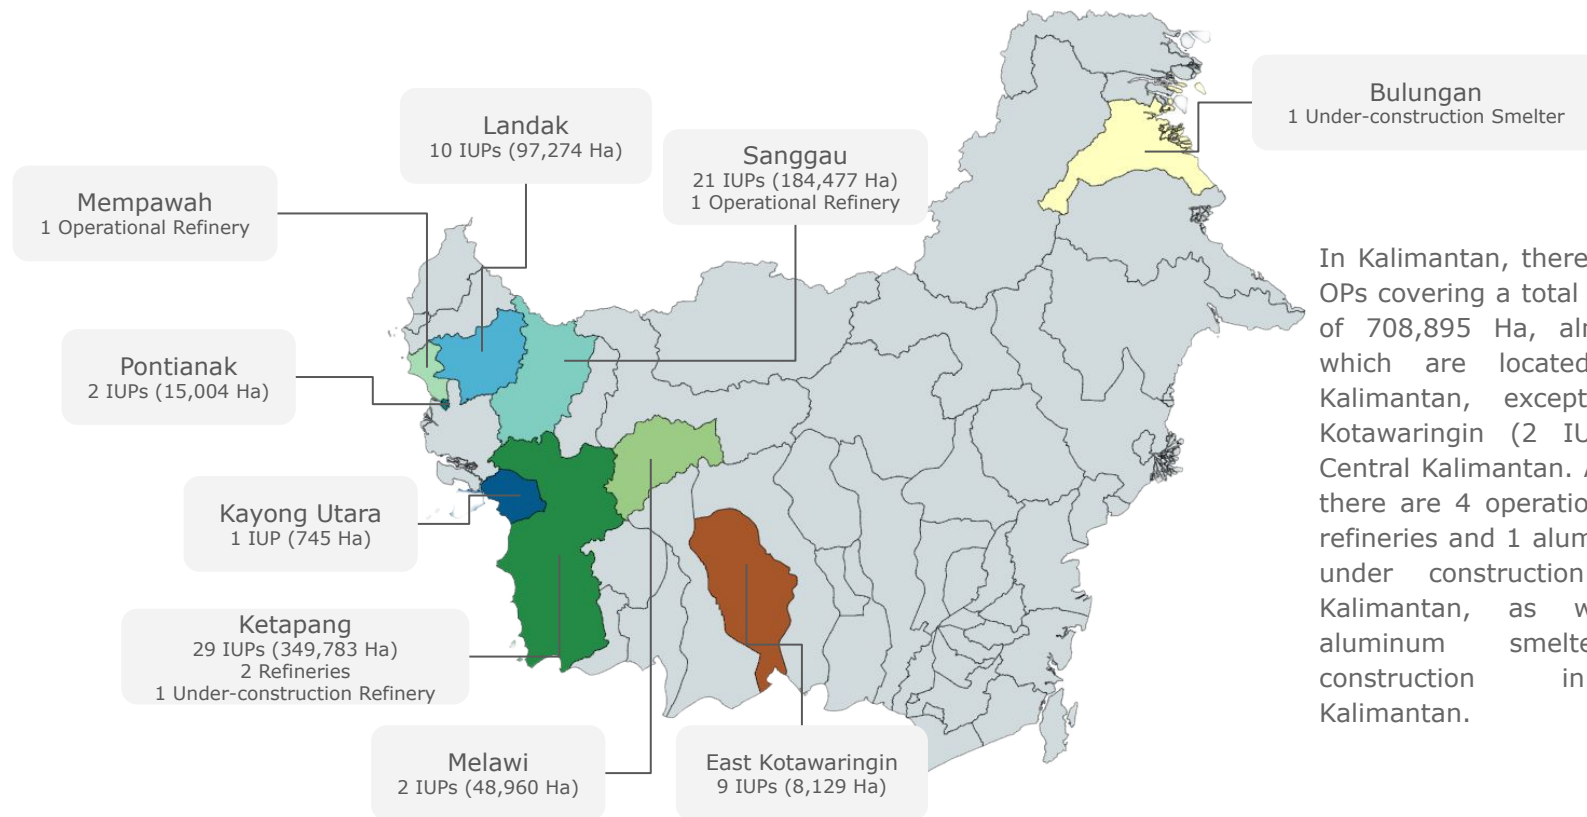 Landak
10 IUPs (97,274 Ha)
Bulungan
1 Under-construction Smelter
Sanggau
21 IUPs (184,477 Ha)
1 Operational Refinery
Mempawah
1 Operational Refinery
Pontianak
2 IUPs (15,004 Ha)
Kayong Utara
1 IUP (745 Ha)
Ketapang
29 IUPs (349,783 Ha)
2 Refineries
1 Under-construction Refinery
Melawi
2 IUPs (48,960 Ha)
East Kotawaringin
9 IUPs (8,129 Ha)
In Kalimantan, there
OPs covering a total
of 708,895 Ha,
which are located
Kalimantan, except
Kotawaringin (2
Central Kalimantan.
there are 4
refineries and 1
under construction
Kalimantan, as
aluminum
construction in
Kalimantan.